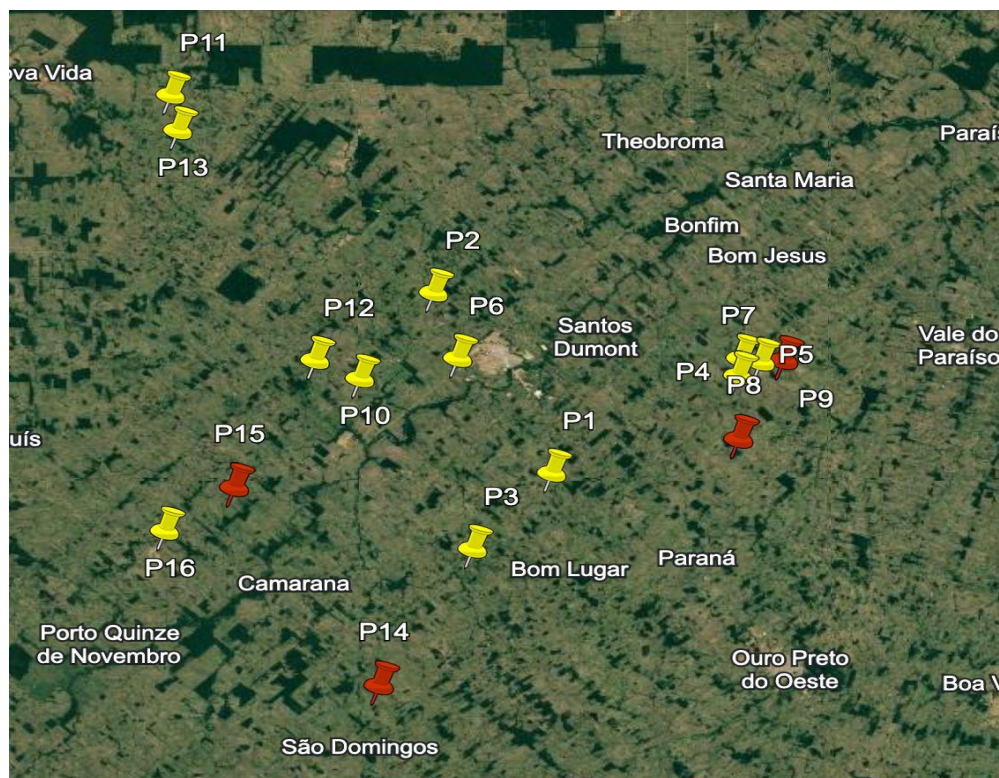 P11
ova Vida
P13
Theobroma
Paraís
Santa Maria
Bonfim
P2
Bom Jesus
P12
P6
P7
Santos
Dumont
Vale do
Paraíso
P5
P4
P8
P9
P10
P1
uís
P15
P3
P16
Bom Lugar
Paraná
Camarana
Porto Quinze
de Novembro
P14
Ouro Preto
do Oeste
Boa V
São Domingos